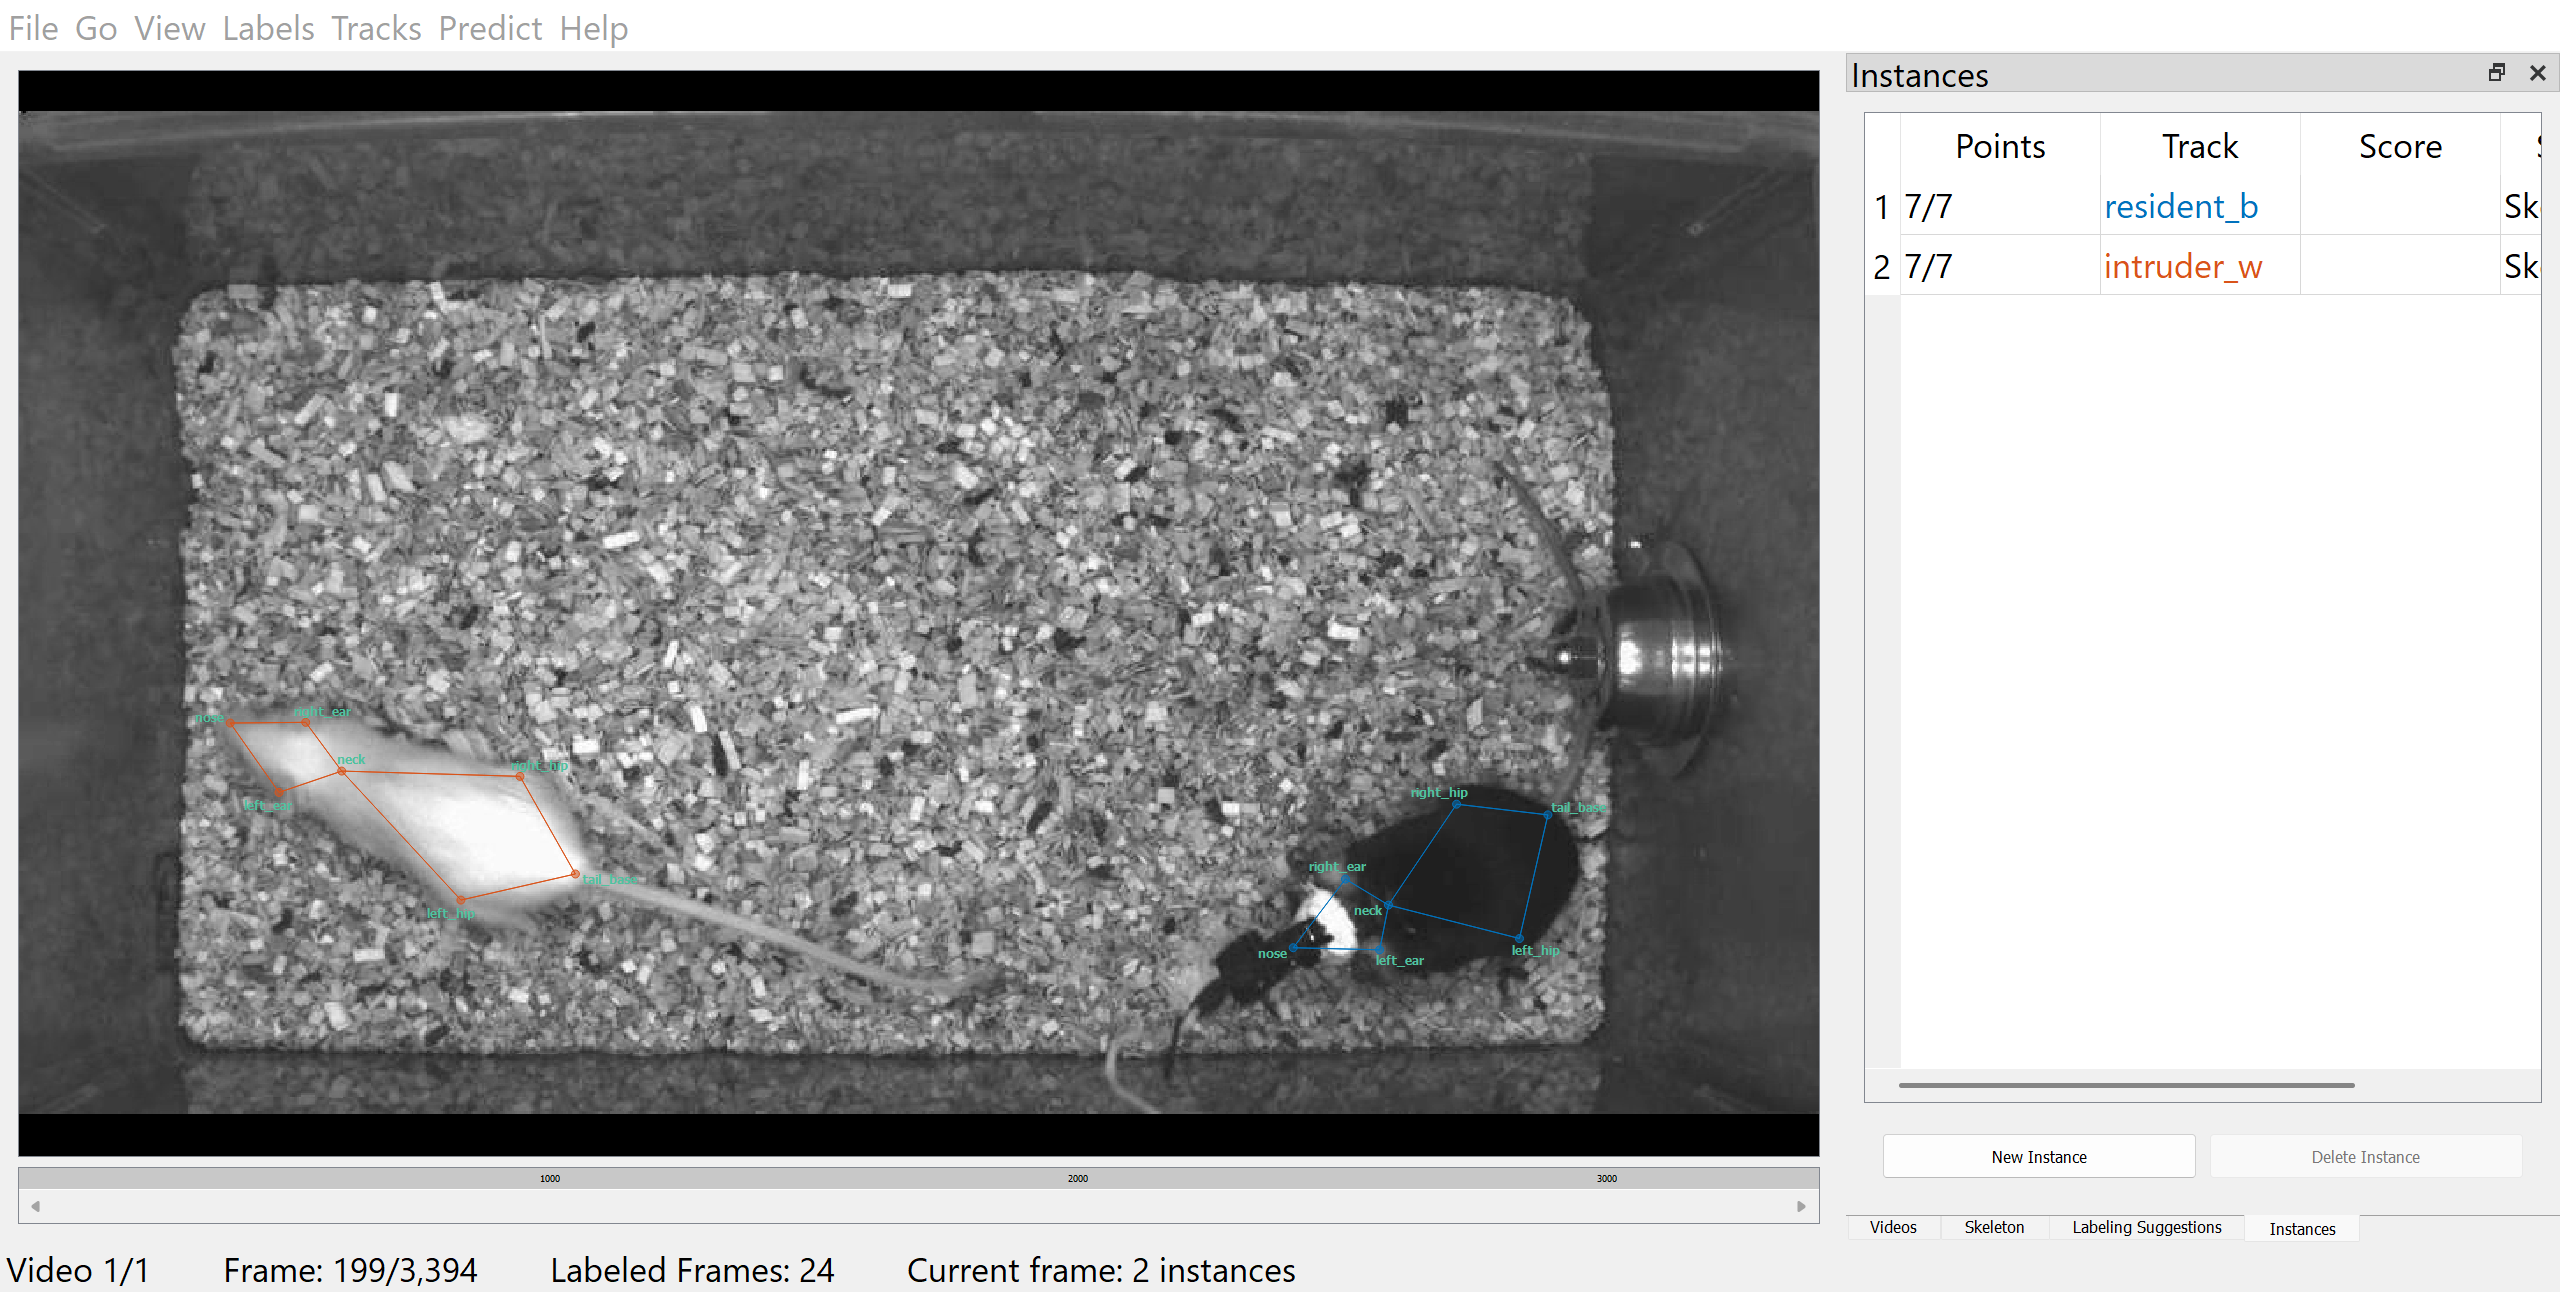 File Go View Labels Tracks Predict Help
Instances
Points Track Score
1 7/7 resident_b Sk
2 7/7 intruder_w Sk
nose right_ear
neck right_hip
left_ear
tail_base
left_hip
right_hip tail_base
right_ear
neck
nose left_ear left_hip
1000 2000 3000
New Instance Delete Instance
Videos Skeleton Labeling Suggestions Instances
Video 1/1 Frame: 199/3,394 Labeled Frames: 24 Current frame: 2 instances